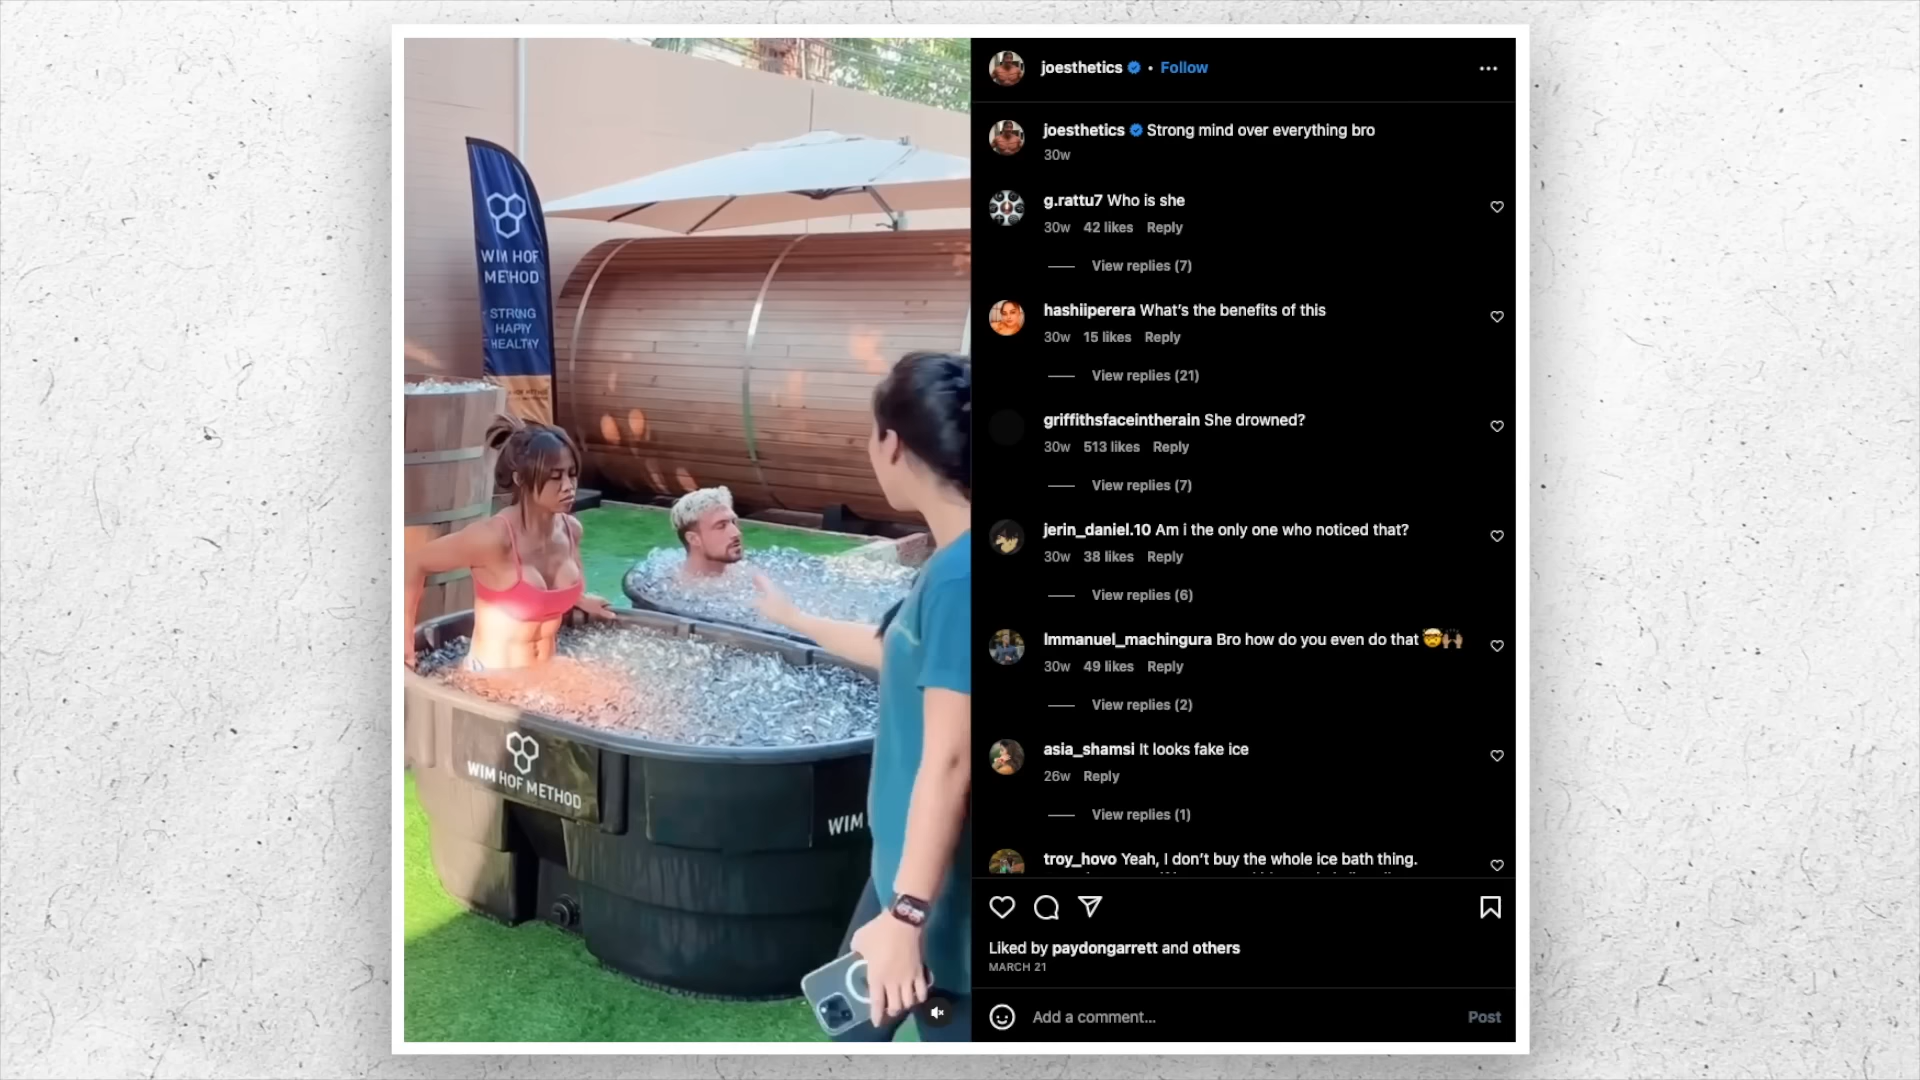 WIM HOF
METHOD
STRONG
HAPPY
HEALTHY
WIM HOF METHOD
WIM
joesthetics • Follow
joesthetics Strong mind over everything bro
30w
g.rattu7 Who is she
30w 42 likes Reply
View replies (7)
hashiiperera What's the benefits of this
30w 15 likes Reply
View replies (21)
griffithsfaceintherain She drowned?
30w 513 likes Reply
View replies (7)
jerin_daniel.10 Am i the only one who noticed that?
30w 38 likes Reply
View replies (6)
Immanuel_machingura Bro how do you even do that 🤯🙌🏽
30w 49 likes Reply
View replies (2)
asia_shamsi It looks fake ice
26w Reply
View replies (1)
troy_hovo Yeah, I don't buy the whole ice bath thing.
Liked by paydongarrett and others
MARCH 21
Add a comment...
Post